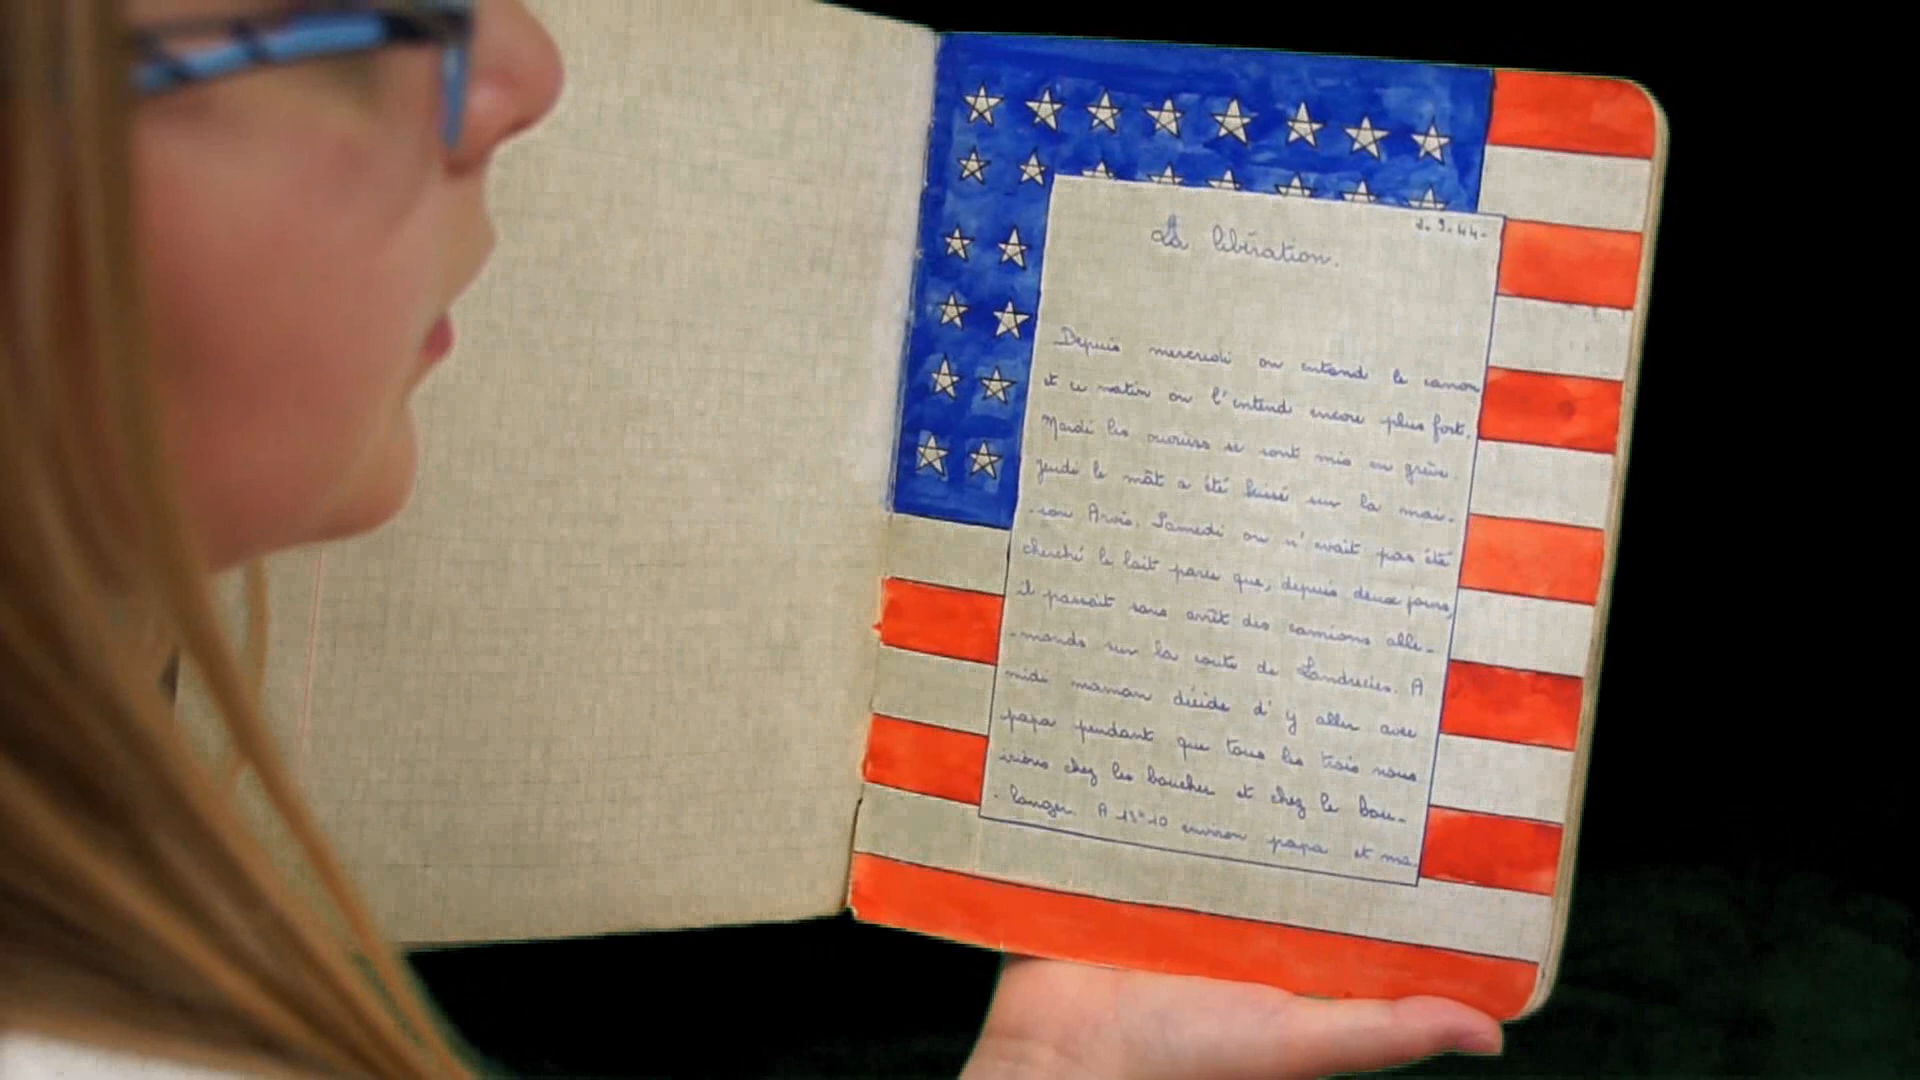 2.9.44-
La libération.
Depuis mercredi on entend le canon
et ce matin on l'entend encore plus fort.
Mardi les ouvriers se sont mis en grève.
Jeudi le mât a été hissé sur la mai-
-son Arvis. Samedi on n'avait pas été
cherché le lait parce que, depuis deux jours,
il passait sans arrêt des camions alle-
-mands sur la route de Landrecies. A
midi maman décide d'y aller avec
papa pendant que tous les trois nous
irions chez les boucher et chez le bou-
-langer. A 13h10 environ papa et ma